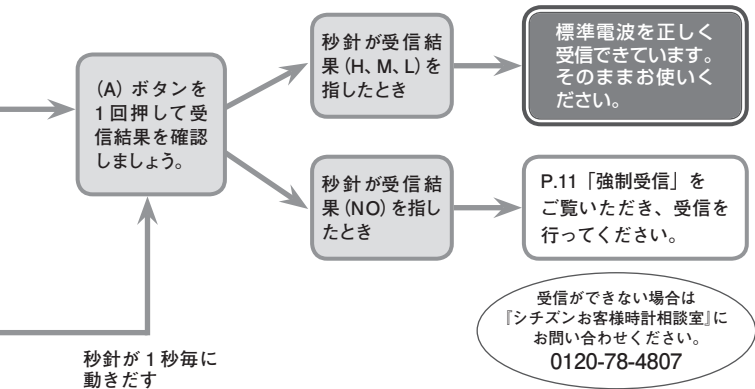 (A) ボタンを
1回押して受
信結果を確認
しましょう。
秒針が受信結
果(H、M、L)を
指したとき
標準電波を正しく
受信できています。
そのままお使いく
ださい。
秒針が受信結
果(NO)を指し
たとき
P.11「強制受信」を
ご覧いただき、受信を
行ってください。
受信ができない場合は
『シチズンお客様時計相談室』に
お問い合わせください。
0120-78-4807
秒針が1秒毎に
動きだす